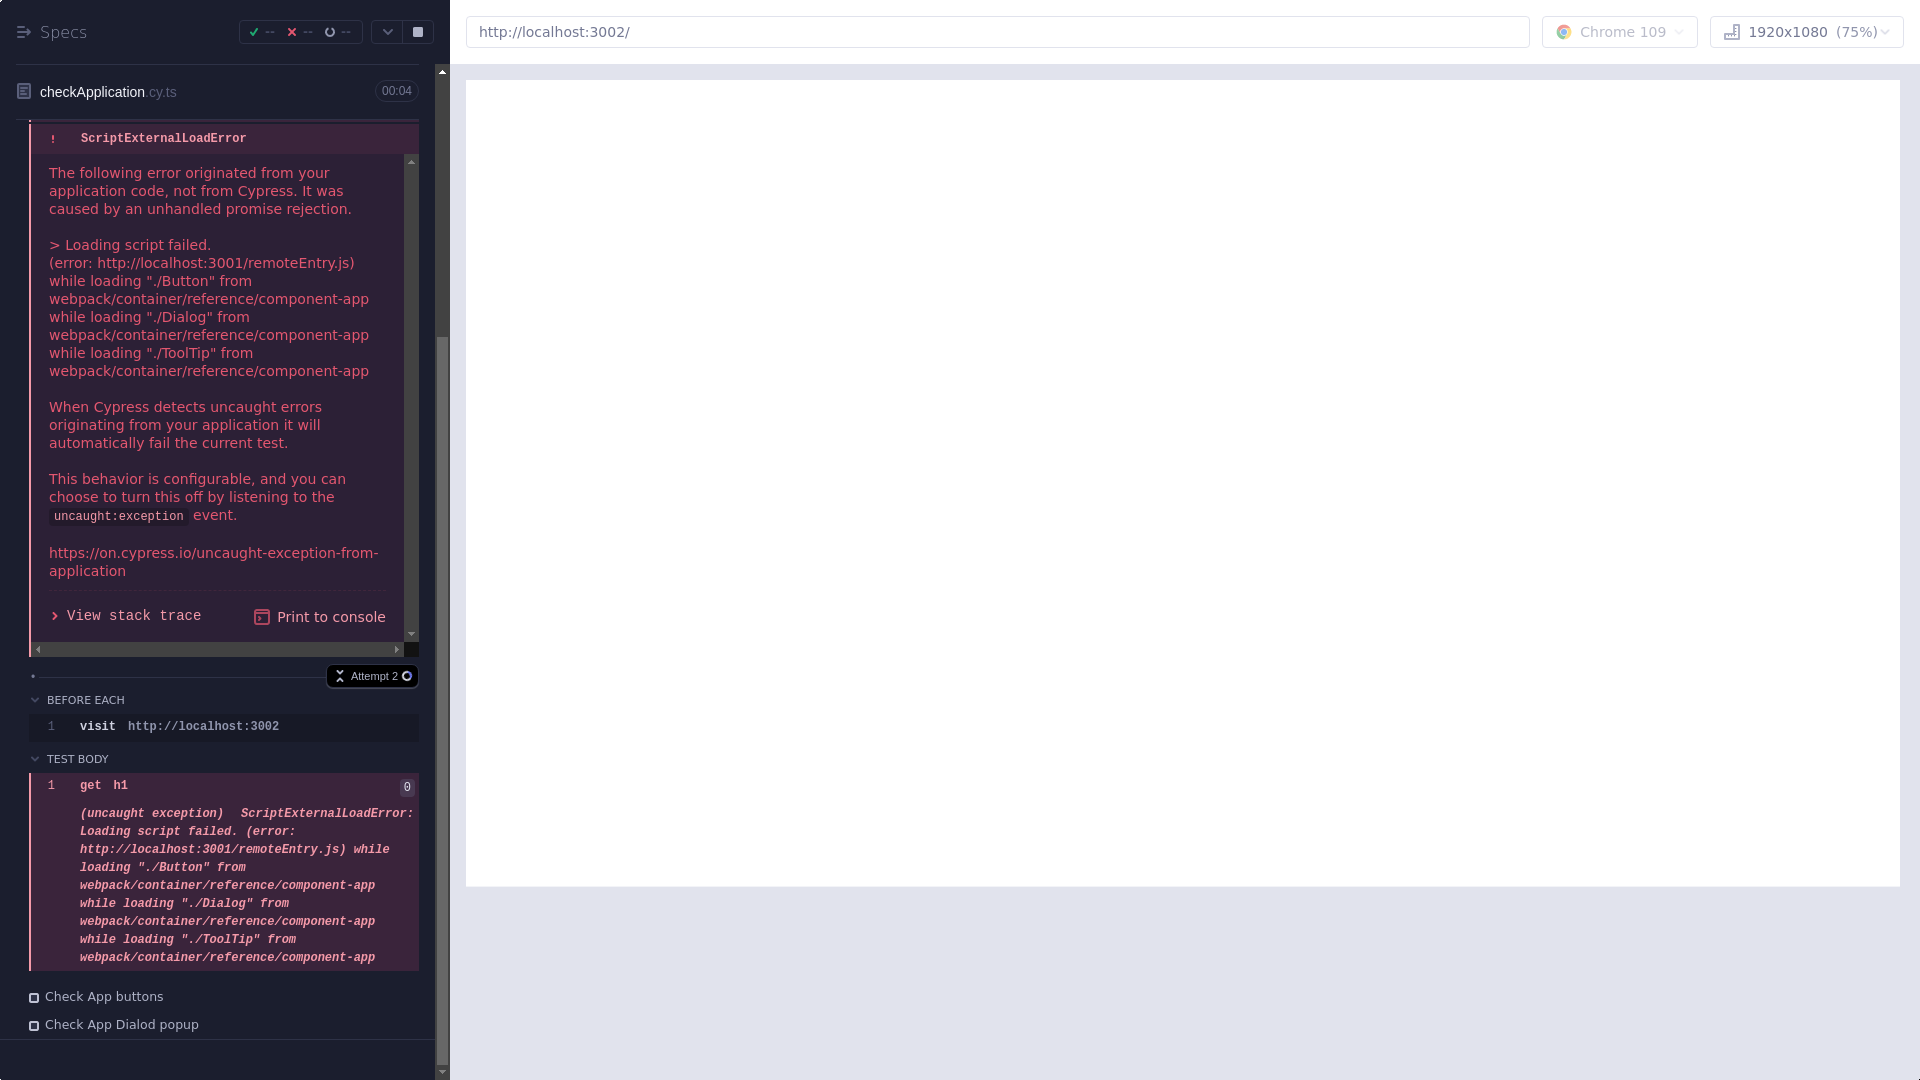 Specs
-- -- --
http://localhost:3002/
Chrome 109
1920x1080 (75%)
checkApplication.cy.ts
00:04
! ScriptExternalLoadError
The following error originated from your
application code, not from Cypress. It was
caused by an unhandled promise rejection.
> Loading script failed.
(error: http://localhost:3001/remoteEntry.js)
while loading "./Button" from
webpack/container/reference/component-app
while loading "./Dialog" from
webpack/container/reference/component-app
while loading "./ToolTip" from
webpack/container/reference/component-app
When Cypress detects uncaught errors
originating from your application it will
automatically fail the current test.
This behavior is configurable, and you can
choose to turn this off by listening to the
uncaught:exception event.
https://on.cypress.io/uncaught-exception-from-
application
View stack trace
Print to console
Attempt 2
BEFORE EACH
1 visit http://localhost:3002
TEST BODY
1 get h1 0
(uncaught exception) ScriptExternalLoadError:
Loading script failed. (error:
http://localhost:3001/remoteEntry.js) while
loading "./Button" from
webpack/container/reference/component-app
while loading "./Dialog" from
webpack/container/reference/component-app
while loading "./ToolTip" from
webpack/container/reference/component-app
Check App buttons
Check App Dialod popup